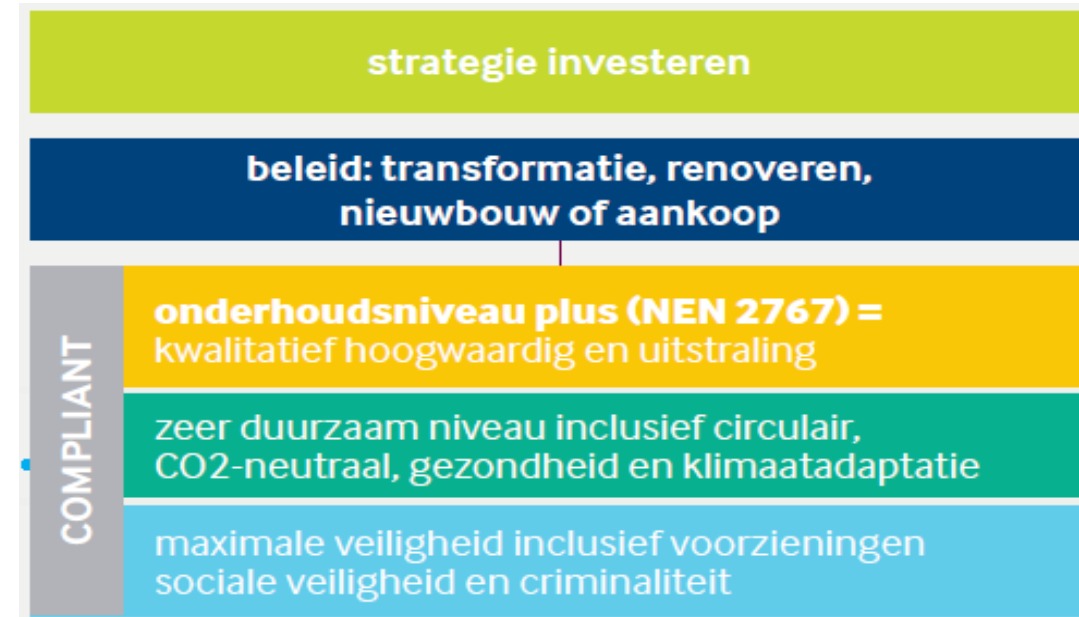 strategie investeren
beleid: transformatie, renoveren,
nieuwbouw of aankoop
COMPLIANT
onderhoudsniveau plus (NEN 2767) =
kwalitatief hoogwaardig en uitstraling
zeer duurzaam niveau inclusief circulair,
CO2-neutraal, gezondheid en klimaatadaptatie
maximale veiligheid inclusief voorzieningen
sociale veiligheid en criminaliteit